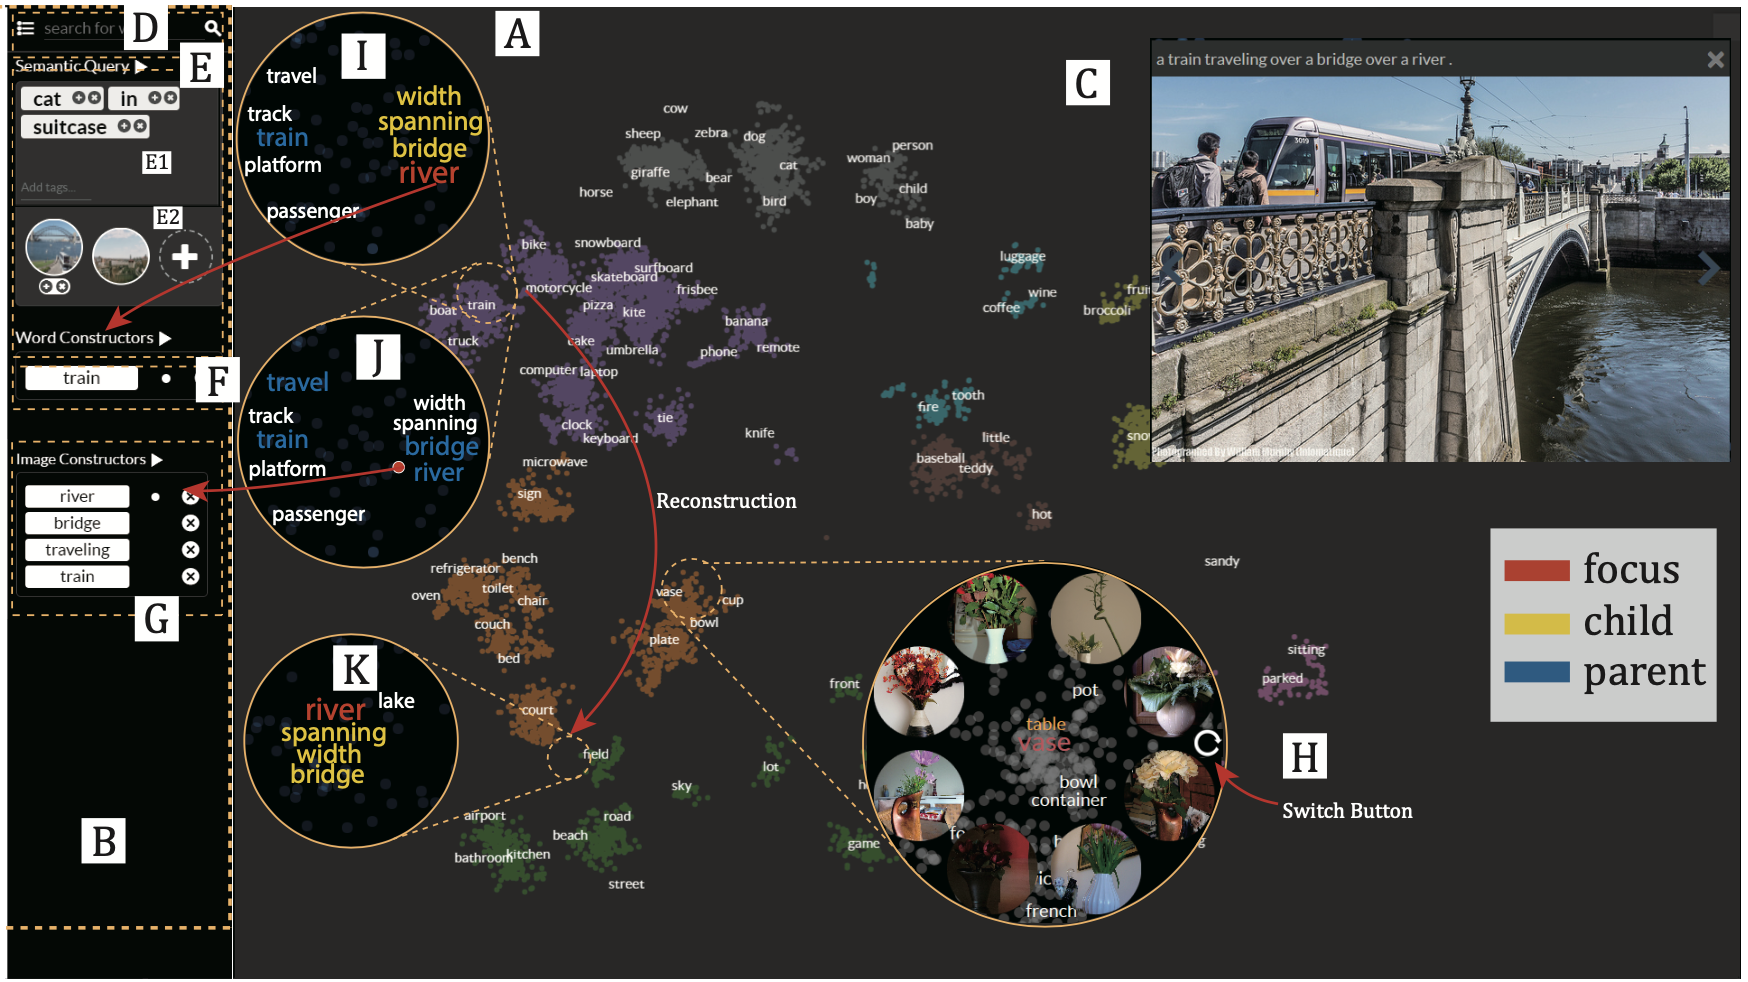 D
search for
E
Semantic Query
cat
in
suitcase
E1
Add tags...
E2
Word Constructors
train
F
Image Constructors
river
bridge
traveling
train
G
B
I
travel
track
train
platform
passenger
width
spanning
bridge
river
J
travel
track
train
platform
passenger
width
spanning
bridge
river
K
river
lake
spanning
width
bridge
A
cow
sheep
zebra
dog
giraffe
bear
cat
horse
elephant
bird
woman
person
child
boy
baby
bike
snowboard
surfboard
skateboard
motorcycle
frisbee
boat
train
pizza
kite
truck
cake
umbrella
banana
phone
remote
computer
laptop
clock
keyboard
tie
knife
microwave
sign
Reconstruction
luggage
wine
coffee
broccoli
tooth
fire
little
baseball
teddy
hot
sandy
bench
refrigerator
toilet
oven
chair
couch
bed
vase
cup
bowl
plate
court
field
front
sky
lot
airport
road
beach
bathroom
kitchen
street
game
sitting
parked
C
a train traveling over a bridge over a river .
3019
pot
table
vase
bowl
container
french
H
Switch Button
focus
child
parent